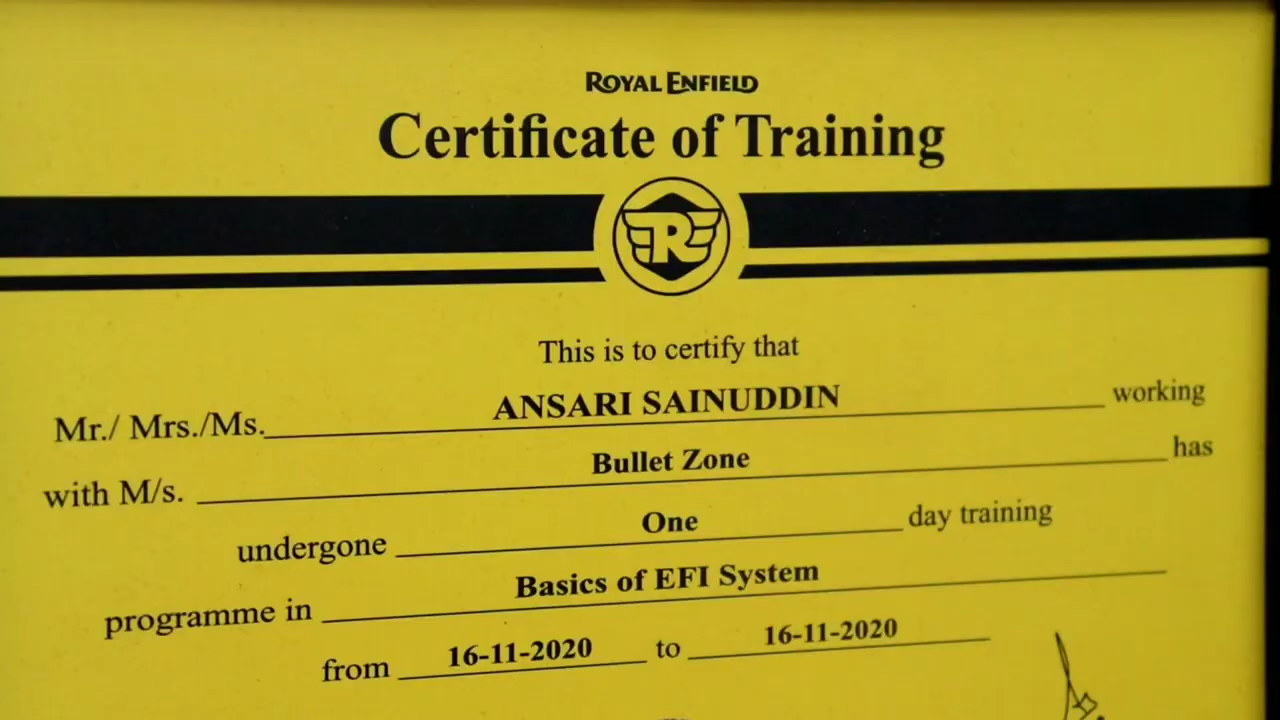 ROYAL ENFIELD
Certificate of Training
R
This is to certify that
Mr./ Mrs./Ms. ANSARI SAINUDDIN working
with M/s. Bullet Zone has
undergone One day training
programme in Basics of EFI System
from 16-11-2020 to 16-11-2020